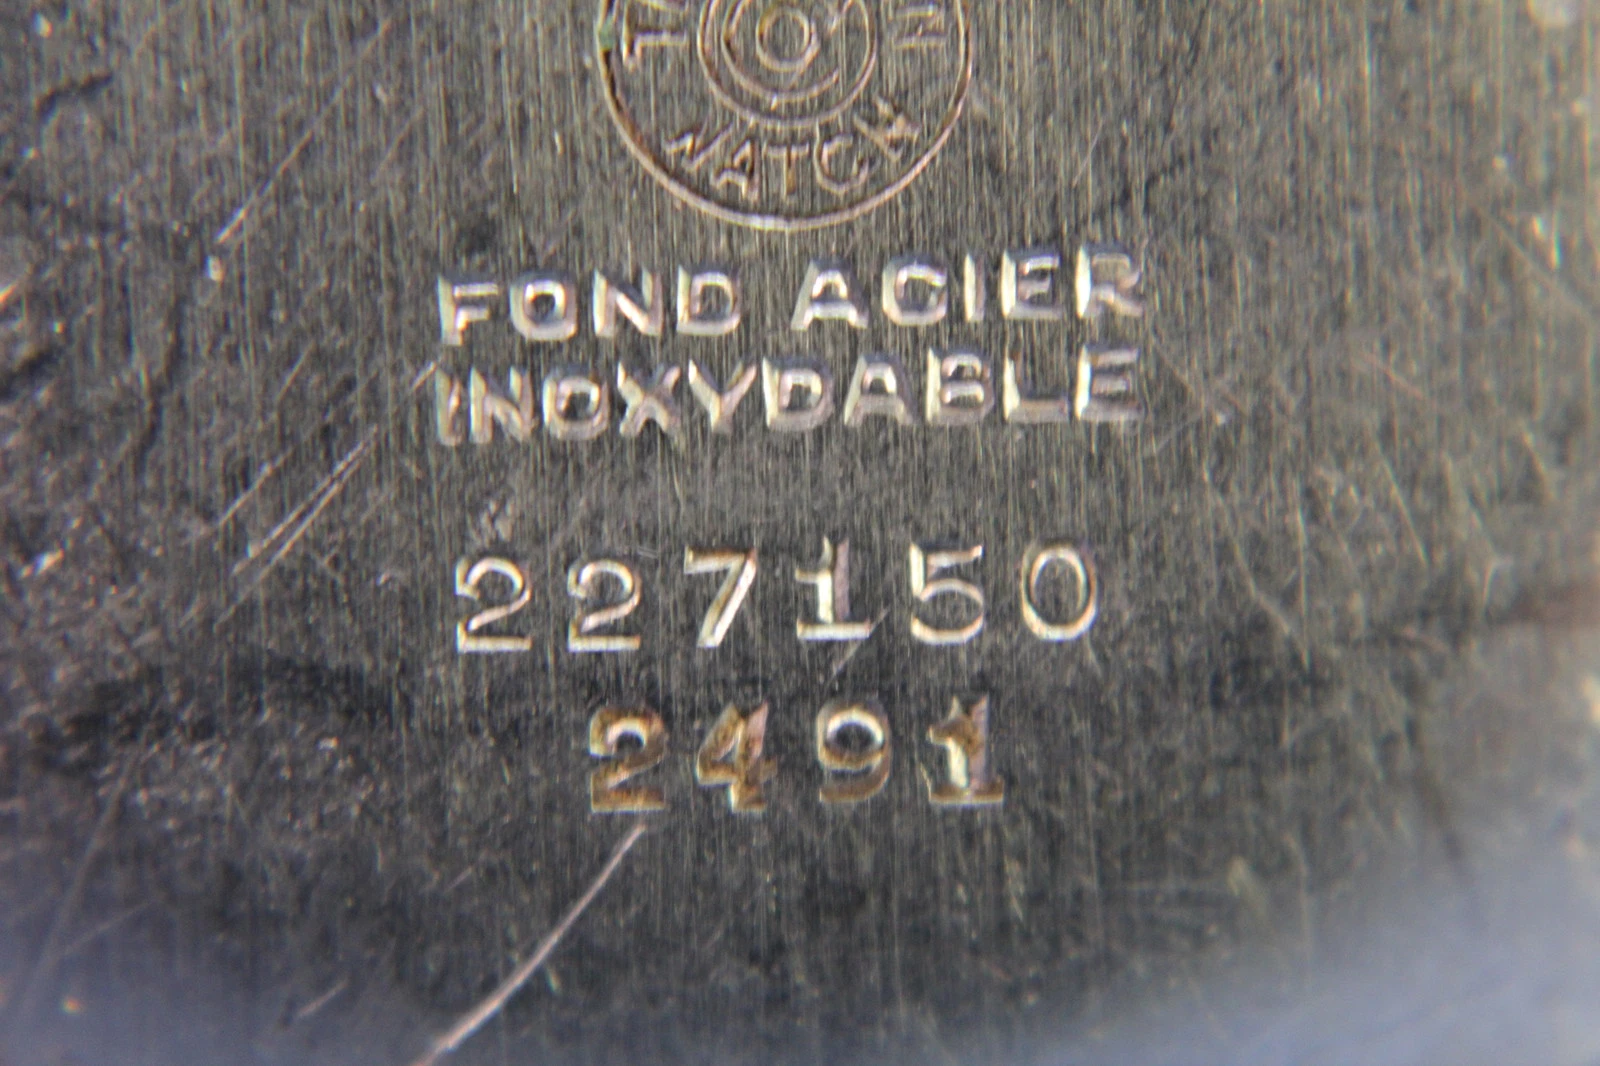 WATCH
FOND ACIER
INOXYDABLE
227150
2491